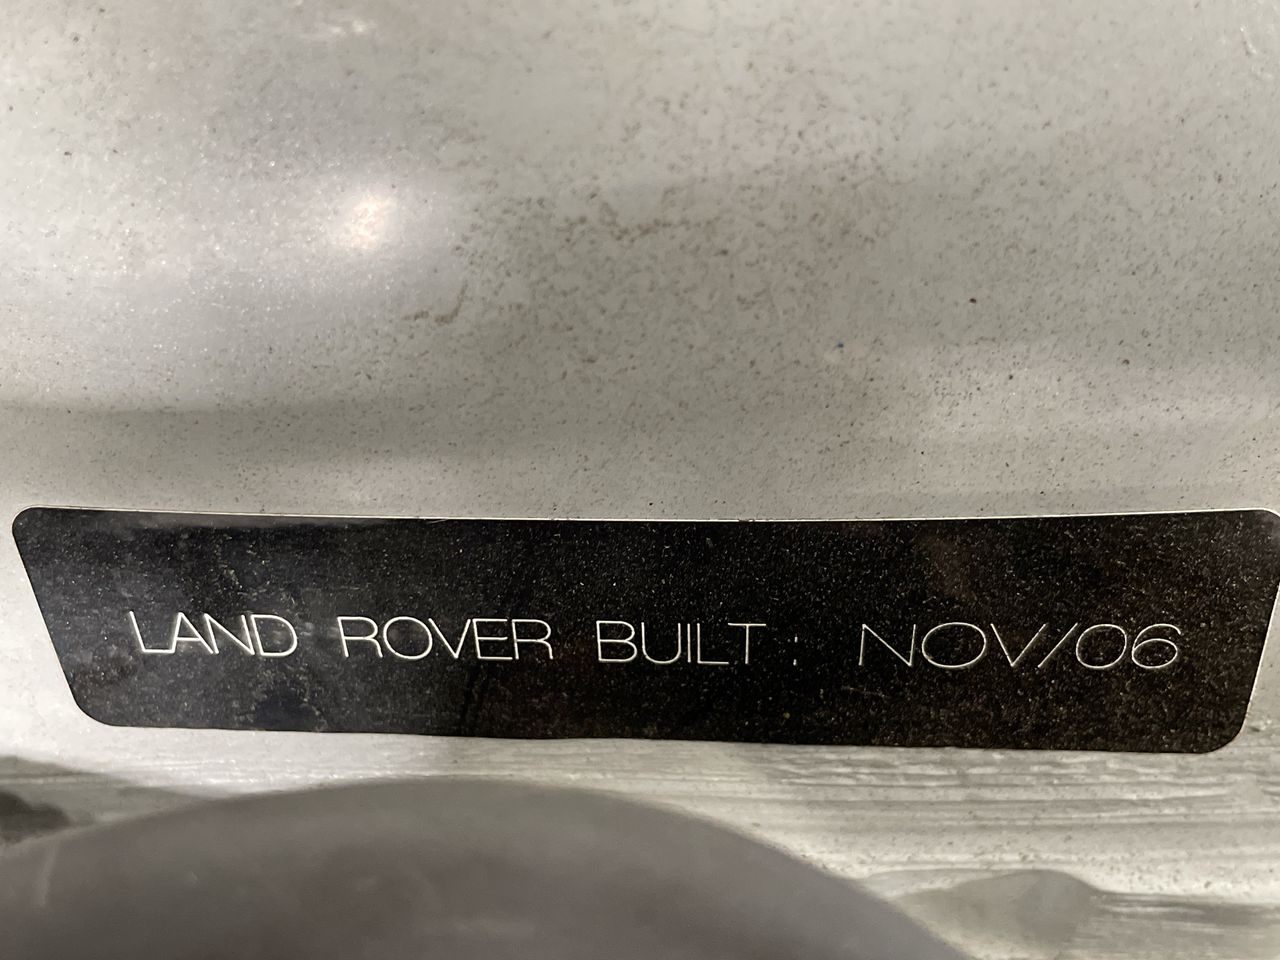 LAND ROVER BUILT : NOV/06